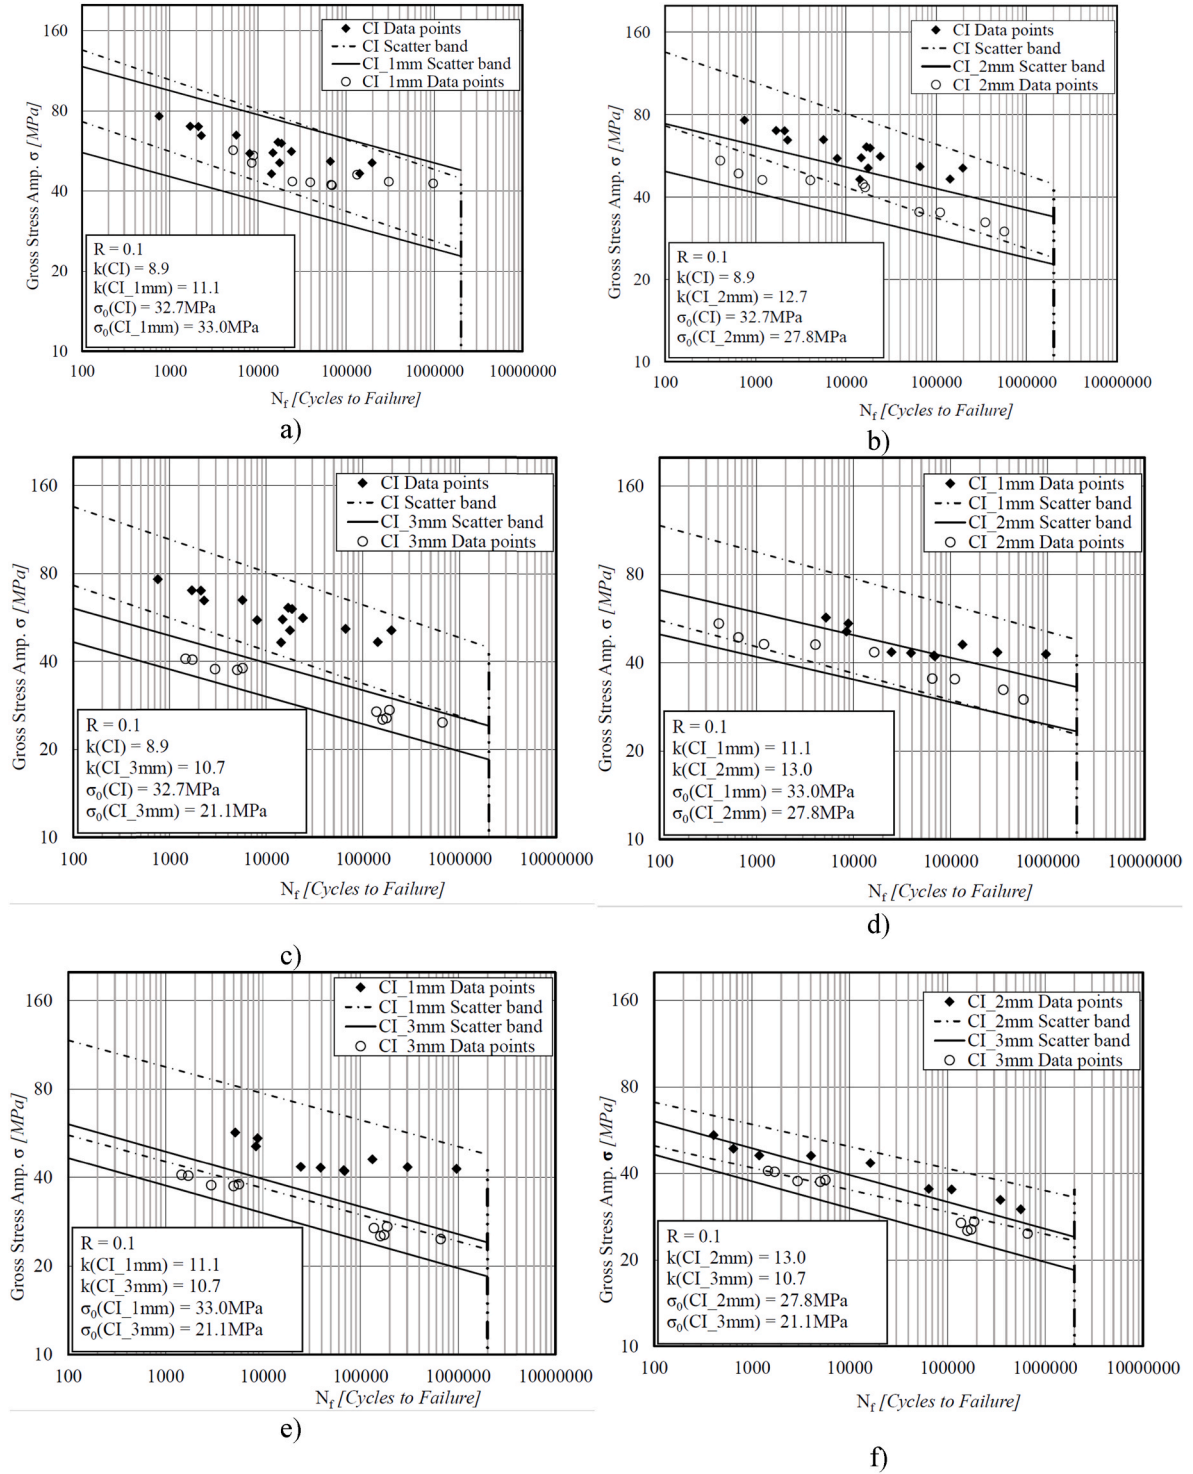 CI Data points
CI Scatter band
CI_1mm Scatter band
CI_1mm Data points
Gross Stress Amp. σ [MPa]
160
80
40
20
10
R = 0.1
k(CI) = 8.9
k(CI_1mm) = 11.1
σ0(CI) = 32.7MPa
σ0(CI_1mm) = 33.0MPa
100 1000 10000 100000 1000000 10000000
Nf [Cycles to Failure]
a)
CI Data points
CI Scatter band
CI_2mm Scatter band
CI_2mm Data points
Gross Stress Amp. σ [MPa]
160
80
40
20
10
R = 0.1
k(CI) = 8.9
k(CI_2mm) = 12.7
σ0(CI) = 32.7MPa
σ0(CI_2mm) = 27.8MPa
100 1000 10000 100000 1000000 10000000
Nf [Cycles to Failure]
b)
CI Data points
CI Scatter band
CI_3mm Scatter band
CI_3mm Data points
Gross Stress Amp. σ [MPa]
160
80
40
20
10
R = 0.1
k(CI) = 8.9
k(CI_3mm) = 10.7
σ0(CI) = 32.7MPa
σ0(CI_3mm) = 21.1MPa
100 1000 10000 100000 1000000 10000000
Nf [Cycles to Failure]
c)
CI_1mm Data points
CI_1mm Scatter band
CI_2mm Scatter band
CI_2mm Data points
Gross Stress Amp. σ [MPa]
160
80
40
20
10
R = 0.1
k(CI_1mm) = 11.1
k(CI_2mm) = 13.0
σ0(CI_1mm) = 33.0MPa
σ0(CI_2mm) = 27.8MPa
100 1000 10000 100000 1000000 10000000
Nf [Cycles to Failure]
d)
CI_1mm Data points
CI_1mm Scatter band
CI_3mm Scatter band
CI_3mm Data points
Gross Stress Amp. σ [MPa]
160
80
40
20
10
R = 0.1
k(CI_1mm) = 11.1
k(CI_3mm) = 10.7
σ0(CI_1mm) = 33.0MPa
σ0(CI_3mm) = 21.1MPa
100 1000 10000 100000 1000000 10000000
Nf [Cycles to Failure]
e)
CI_2mm Data points
CI_2mm Scatter band
CI_3mm Scatter band
CI_3mm Data points
Gross Stress Amp. σ [MPa]
160
80
40
20
10
R = 0.1
k(CI_2mm) = 13.0
k(CI_3mm) = 10.7
σ0(CI_2mm) = 27.8MPa
σ0(CI_3mm) = 21.1MPa
100 1000 10000 100000 1000000 10000000
Nf [Cycles to Failure]
f)